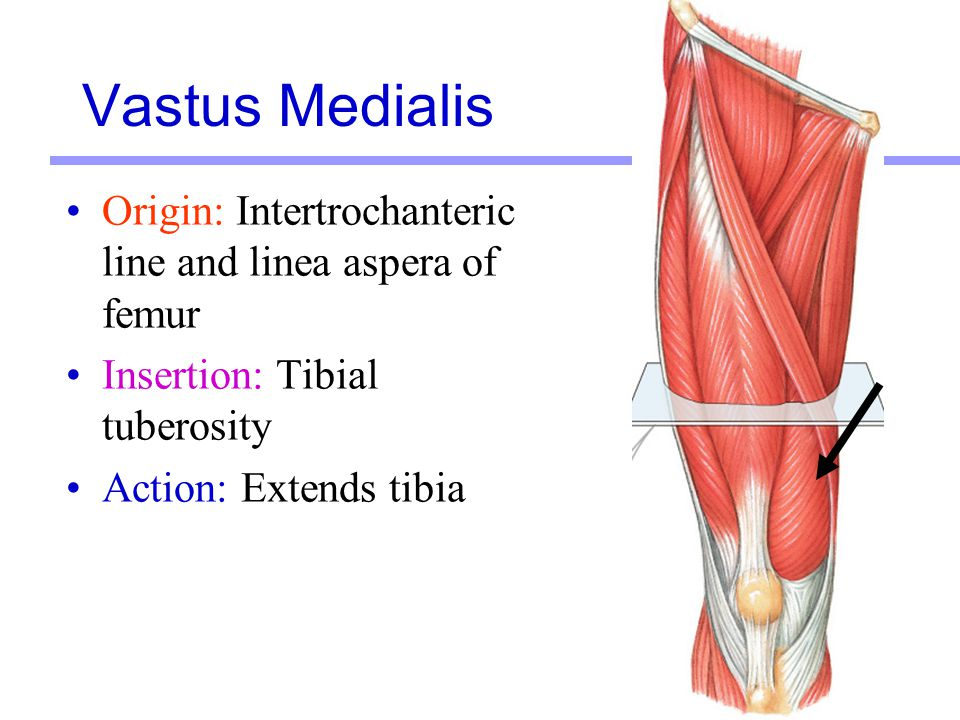 Vastus Medialis
• Origin: Intertrochanteric
line and linea aspera of
femur
• Insertion: Tibial
tuberosity
• Action: Extends tibia